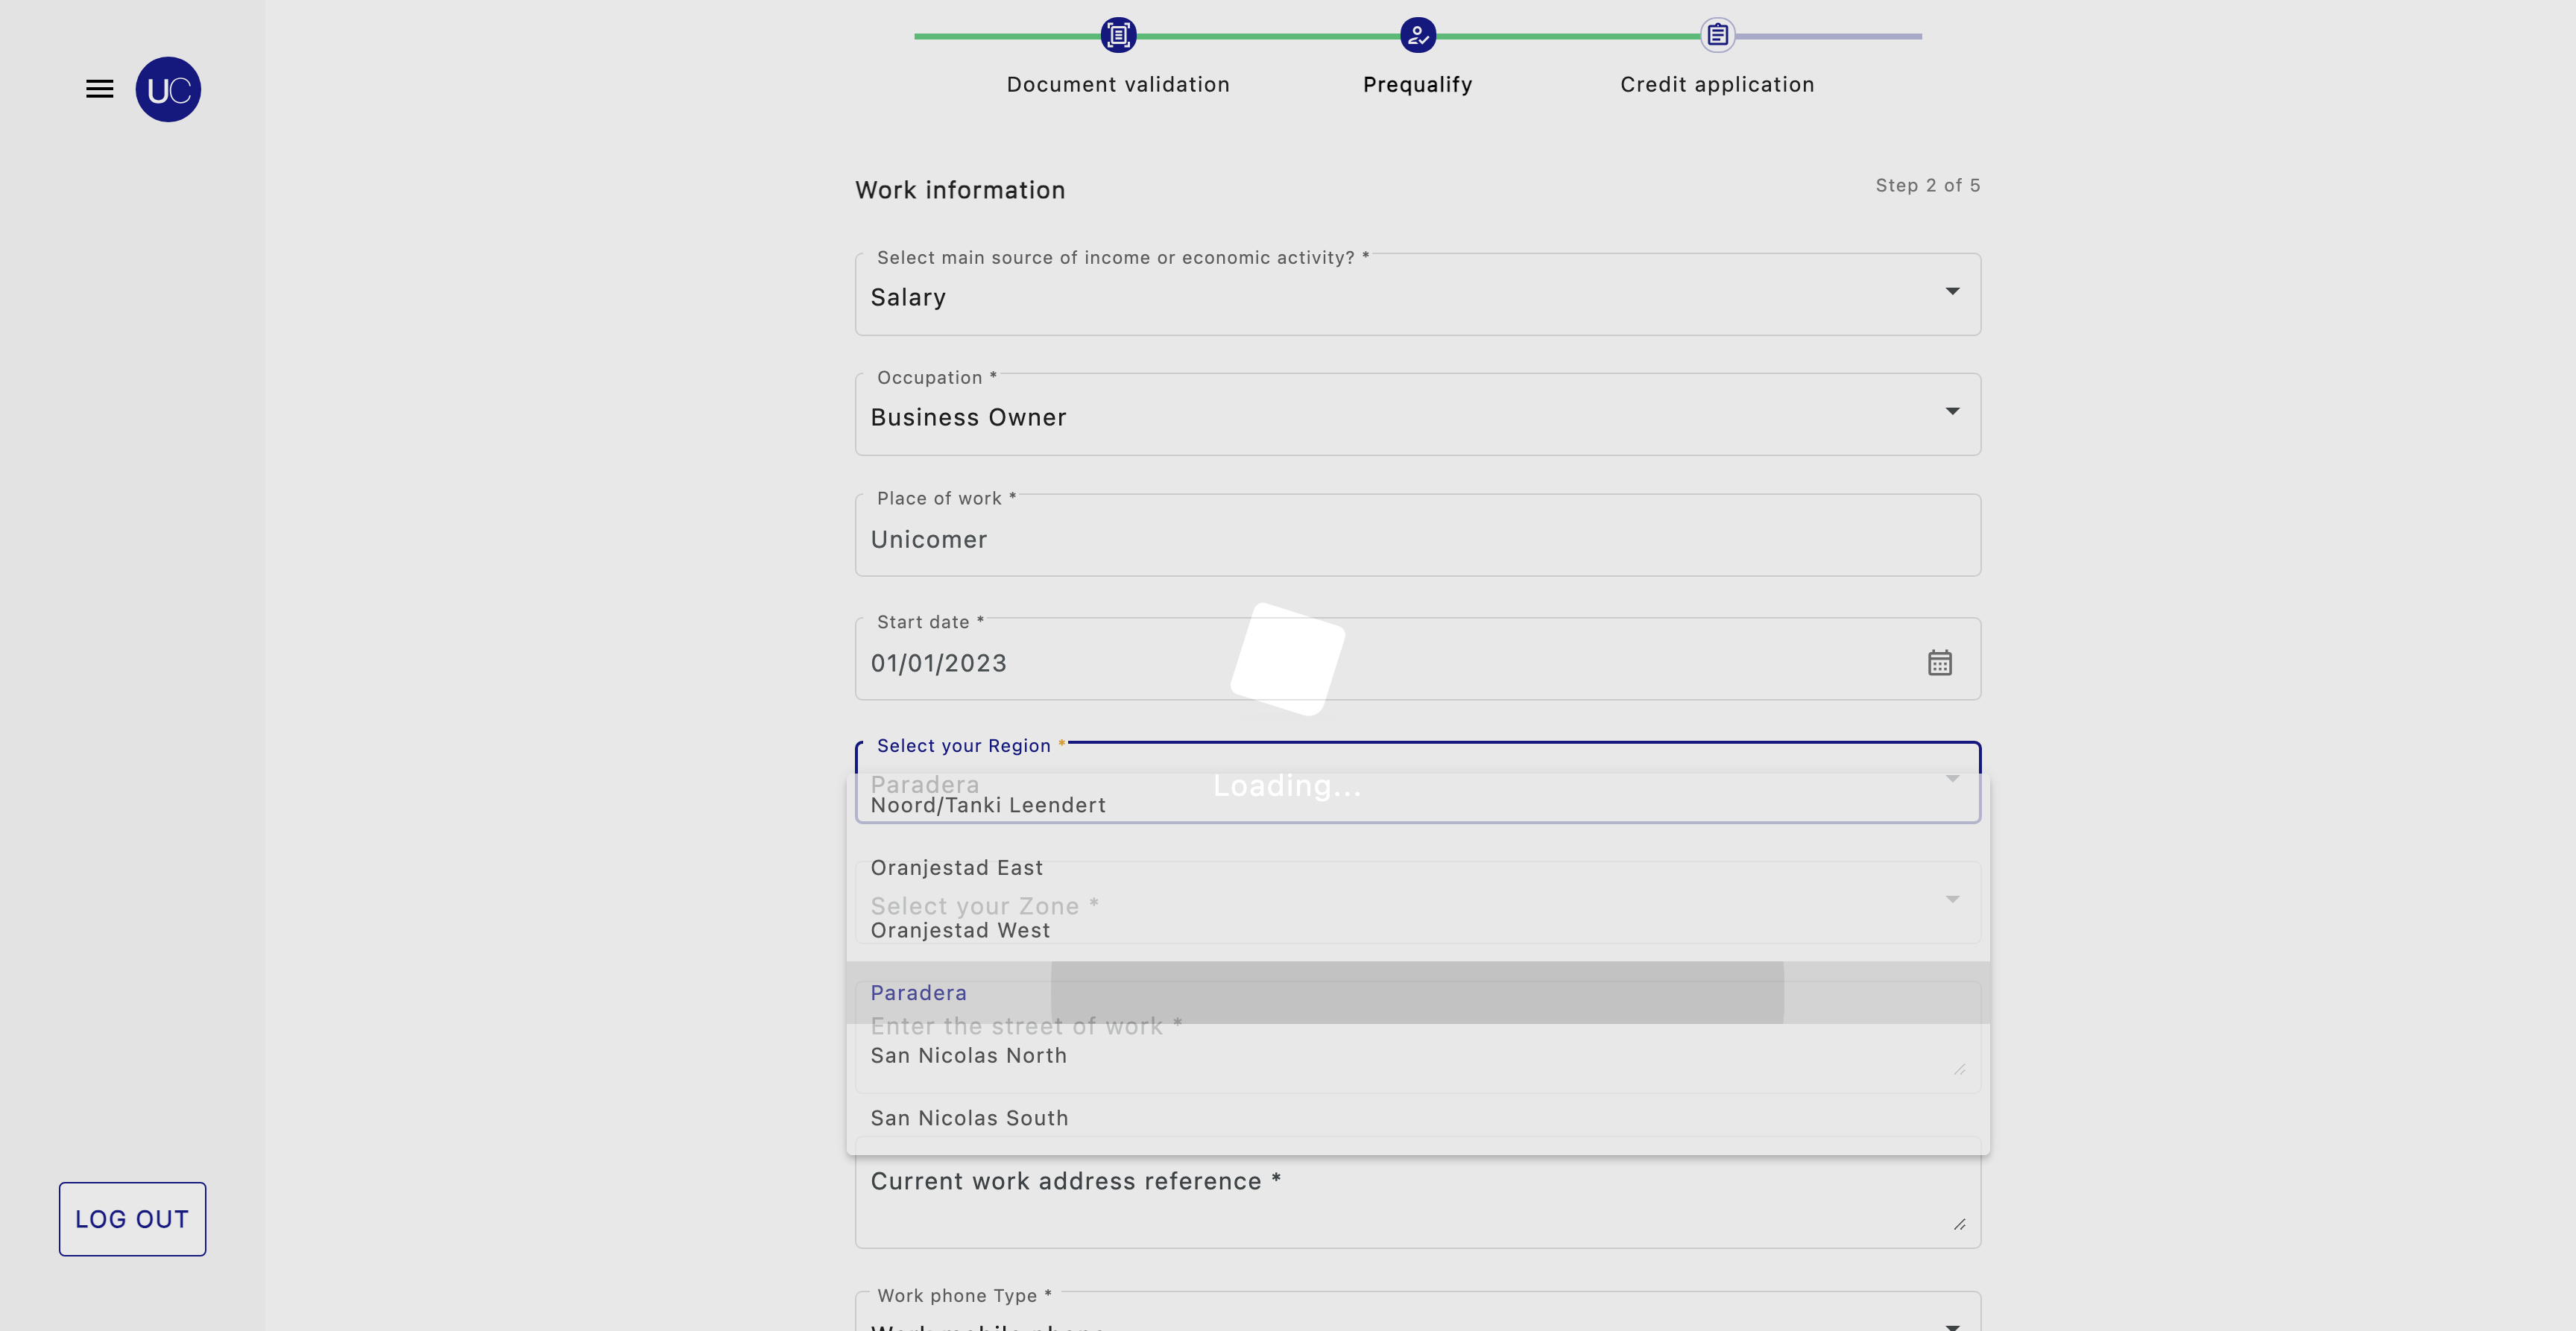 Document validation
Prequalify
Credit application
UC
Work information
Step 2 of 5
Select main source of income or economic activity? *
Salary
Occupation *
Business Owner
Place of work *
Unicomer
Start date *
01/01/2023
Select your Region *
Paradera
Loading...
Noord/Tanki Leendert
Oranjestad East
Select your Zone *
Oranjestad West
Paradera
Enter the street of work *
San Nicolas North
San Nicolas South
Current work address reference *
LOG OUT
Work phone Type *
Work mobile phone